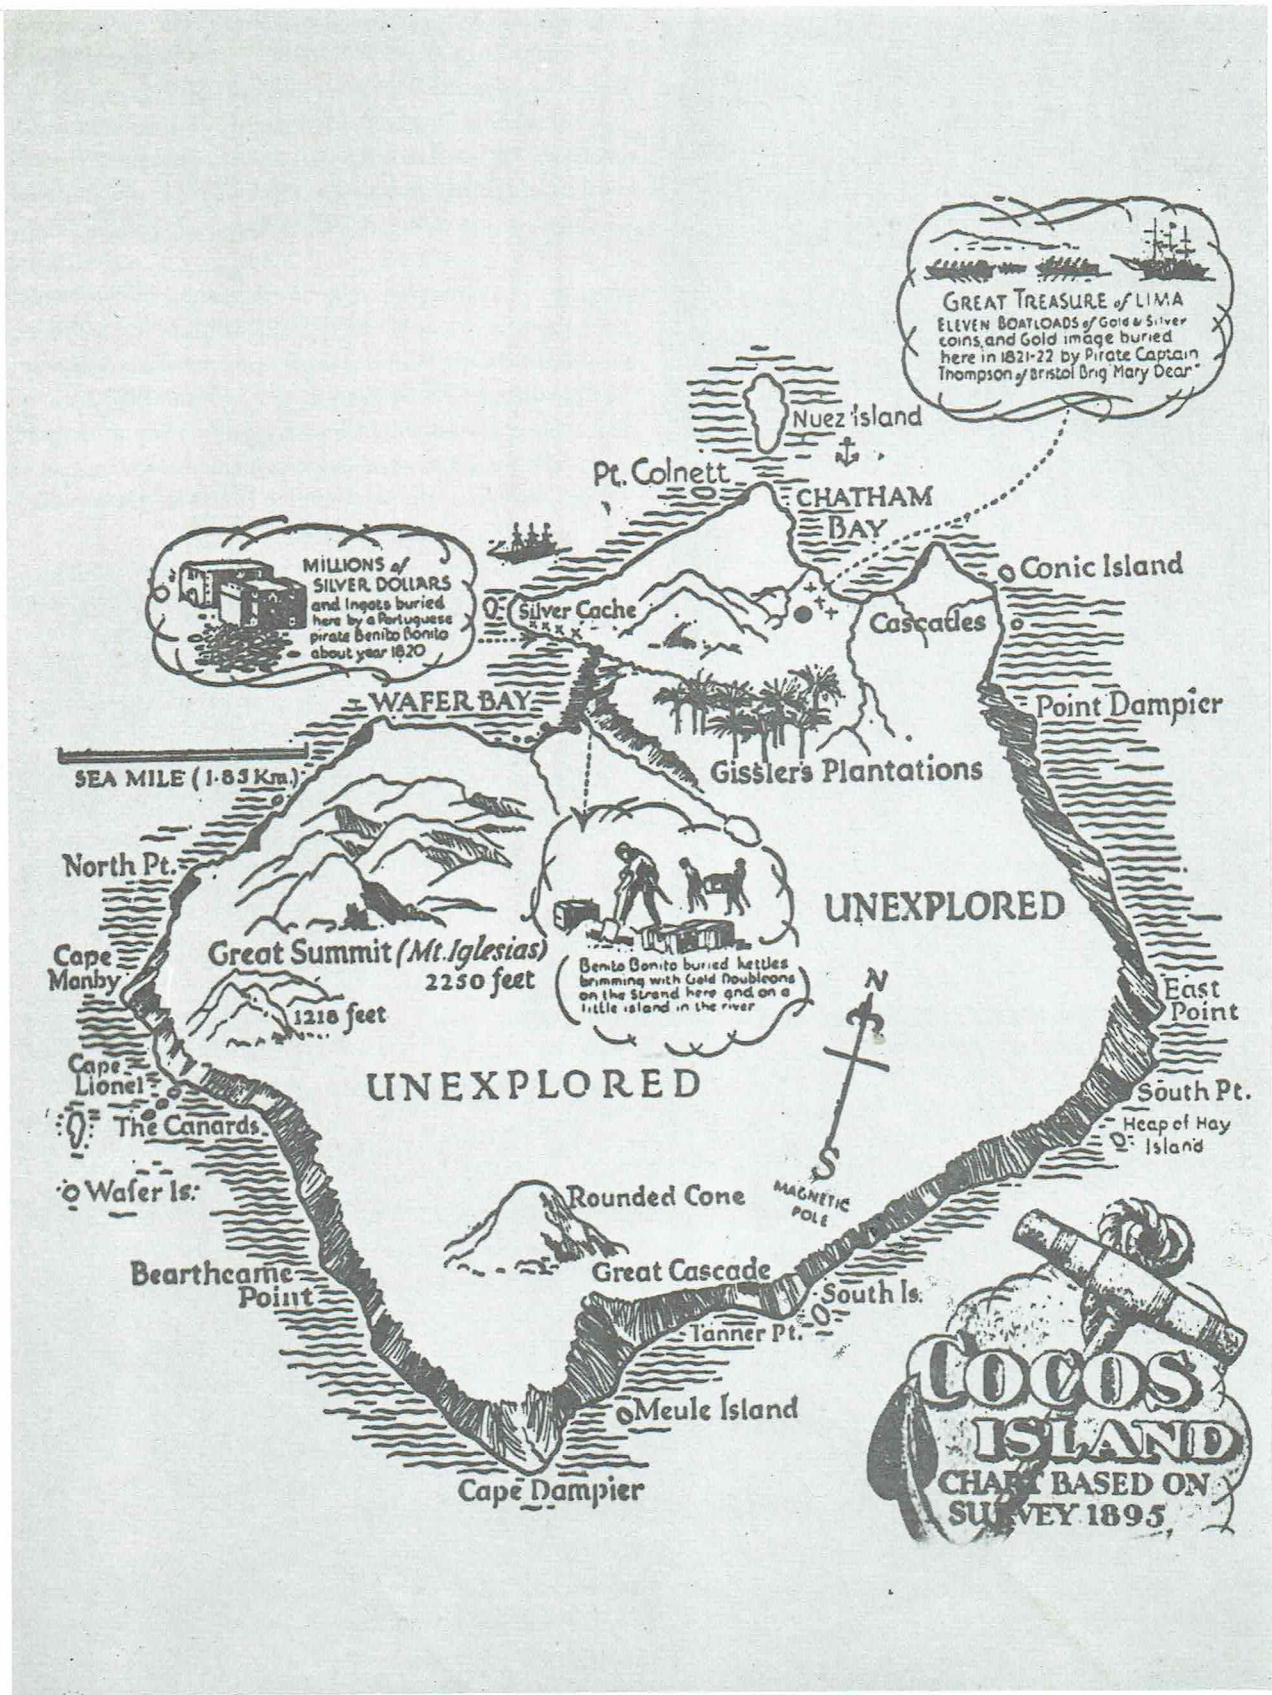 GREAT TREASURE of LIMA
ELEVEN BOATLOADS of Gold & Silver
coins, and Gold image buried
here in 1821-22 by Pirate Captain
Thompson of Bristol Brig "Mary Dear"
Nuez Island
Pt. Colnett
CHATHAM
BAY
Conic Island
MILLIONS of
SILVER DOLLARS
and Ingots buried
here by a Portuguese
pirate Benito Bonito
about year 1820
Silver Cache
Cascades
WAFER BAY
Point Dampier
SEA MILE (1·85 Km.)
Gissler's Plantations
North Pt.
UNEXPLORED
Great Summit (Mt. Iglesias)
2250 feet
Cape
Manby
Benito Bonito buried kettles
brimming with Gold Doubleons
on the Strand here and on a
little island in the river
N
East
Point
1218 feet
Cape
Lionel
UNEXPLORED
South Pt.
The Canards
Heap of Hay
Island
S
MAGNETIC
POLE
Wafer Is.
Rounded Cone
Bearthcame
Point
Great Cascade
South Is.
Tanner Pt.
Meule Island
Cape Dampier
COCOS
ISLAND
CHART BASED ON
SURVEY 1895